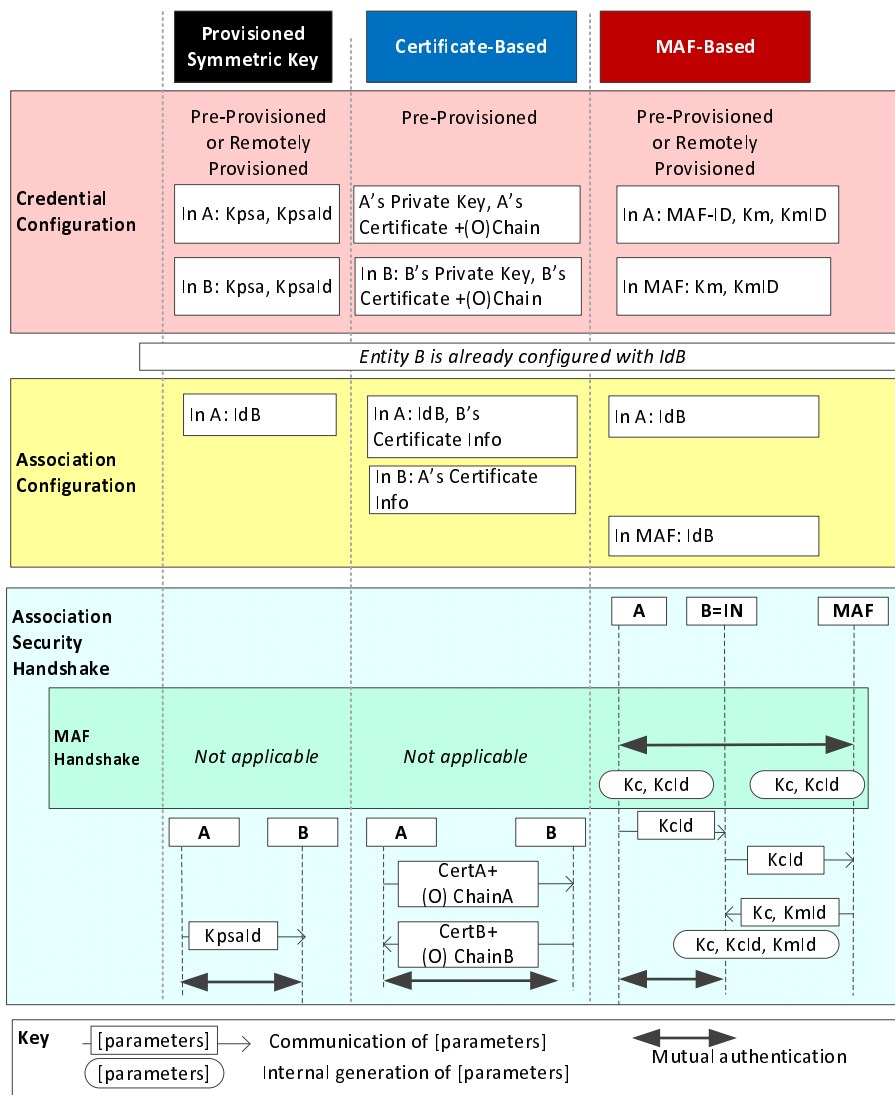 Provisioned
Symmetric Key
Certificate-Based
MAF-Based
Credential
Configuration
Pre-Provisioned
or Remotely
Provisioned
Pre-Provisioned
Pre-Provisioned
or Remotely
Provisioned
In A: Kpsa, KpsaId
A's Private Key, A's
Certificate +(O)Chain
In A: MAF-ID, Km, KmID
In B: Kpsa, KpsaId
In B: B's Private Key, B's
Certificate +(O)Chain
In MAF: Km, KmID
Entity B is already configured with IdB
Association
Configuration
In A: IdB
In A: IdB, B's
Certificate Info
In B: A's Certificate
Info
In A: IdB
In MAF: IdB
Association
Security
Handshake
A
B=IN
MAF
MAF
Handshake
Not applicable
Not applicable
Kc, KcId
Kc, KcId
A
B
A
B
KcId
KcId
CertA+
(O) ChainA
Kc, KmId
KpsaId
CertB+
(O) ChainB
Kc, KcId, KmId
Key
[parameters]
Communication of [parameters]
Mutual authentication
[parameters]
Internal generation of [parameters]